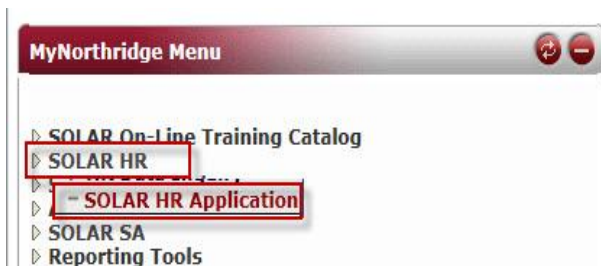 MyNorthridge Menu
SOLAR On-Line Training Catalog
SOLAR HR
– SOLAR HR Application
SOLAR SA
Reporting Tools